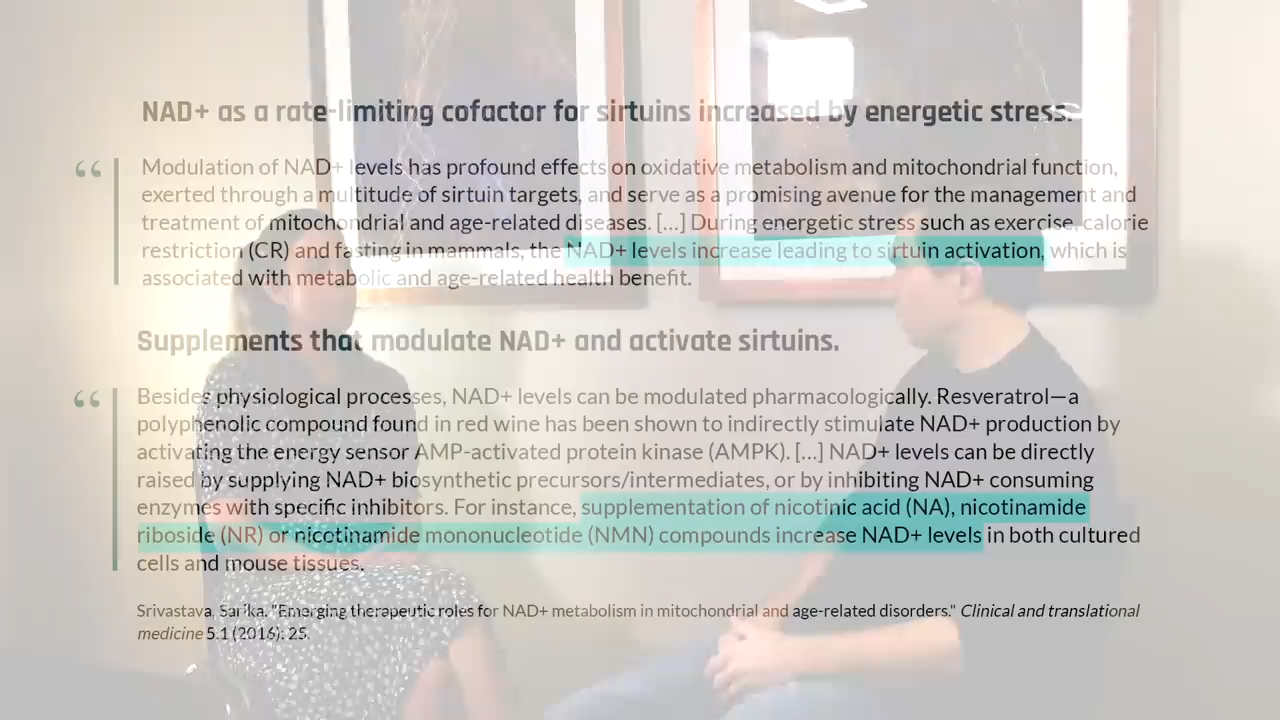 NAD+ as a rate-limiting cofactor for sirtuins increased by energetic stress.
“ Modulation of NAD+ levels has profound effects on oxidative metabolism and mitochondrial function,
exerted through a multitude of sirtuin targets, and serve as a promising avenue for the management and
treatment of mitochondrial and age-related diseases. [...] During energetic stress such as exercise, calorie
restriction (CR) and fasting in mammals, the NAD+ levels increase leading to sirtuin activation, which is
associated with metabolic and age-related health benefit.
Supplements that modulate NAD+ and activate sirtuins.
“ Besides physiological processes, NAD+ levels can be modulated pharmacologically. Resveratrol—a
polyphenolic compound found in red wine has been shown to indirectly stimulate NAD+ production by
activating the energy sensor AMP-activated protein kinase (AMPK). [...] NAD+ levels can be directly
raised by supplying NAD+ biosynthetic precursors/intermediates, or by inhibiting NAD+ consuming
enzymes with specific inhibitors. For instance, supplementation of nicotinic acid (NA), nicotinamide
riboside (NR) or nicotinamide mononucleotide (NMN) compounds increase NAD+ levels in both cultured
cells and mouse tissues.
Srivastava, Sarika. "Emerging therapeutic roles for NAD+ metabolism in mitochondrial and age-related disorders." Clinical and translational
medicine 5.1 (2016): 25.